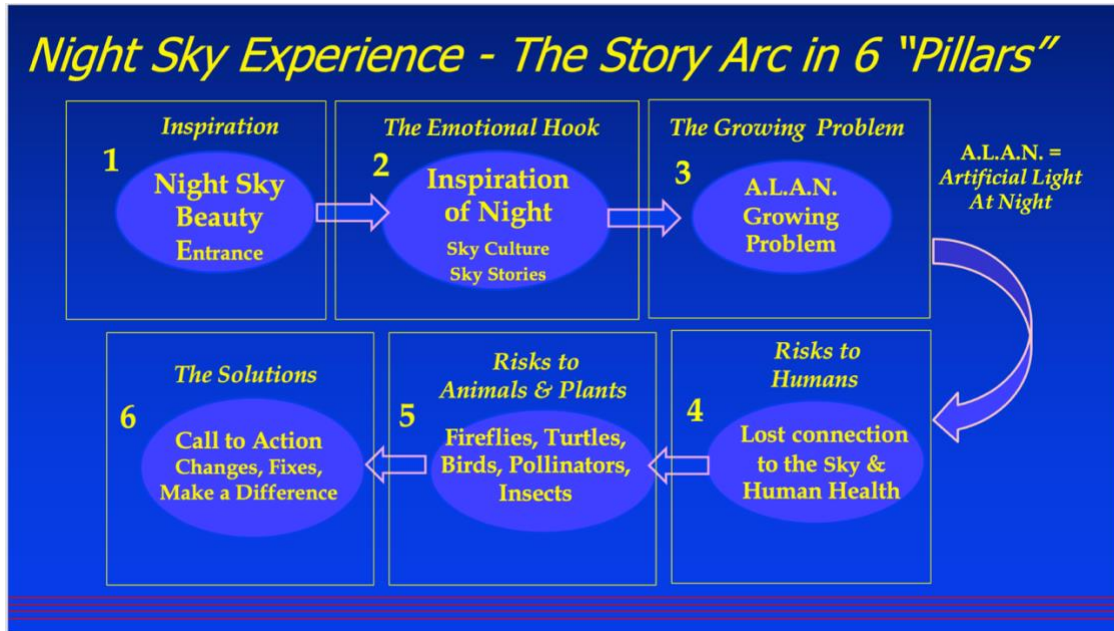 Night Sky Experience - The Story Arc in 6 “Pillars”
Inspiration
1
Night Sky
Beauty
Entrance
The Emotional Hook
2
Inspiration
of Night
Sky Culture
Sky Stories
The Growing Problem
3
A.L.A.N.
Growing
Problem
A.L.A.N. =
Artificial Light
At Night
Risks to
Humans
4
Lost connection
to the Sky &
Human Health
Risks to
Animals & Plants
5
Fireflies, Turtles,
Birds, Pollinators,
Insects
The Solutions
6
Call to Action
Changes, Fixes,
Make a Difference